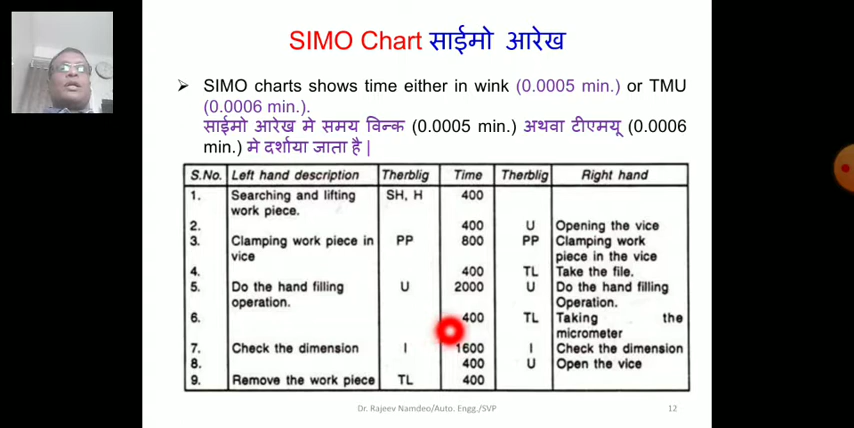 SIMO Chart साईमो आरेख
➢ SIMO charts shows time either in wink (0.0005 min.) or TMU
(0.0006 min.).
साईमो आरेख मे समय विन्क (0.0005 min.) अथवा टीएमयू (0.0006
min.) मे दर्शाया जाता है |
S.No. Left hand description Therblig Time Therblig Right hand
1. Searching and lifting SH, H 400
work piece.
2. 400 U Opening the vice
3. Clamping work piece in PP 800 PP Clamping work
vice piece in the vice
4. 400 TL Take the file.
5. Do the hand filling U 2000 U Do the hand filling
operation. Operation.
6. 400 TL Taking the
micrometer
7. Check the dimension I 1600 I Check the dimension
8. 400 U Open the vice
9. Remove the work piece TL 400
Dr. Rajeev Namdeo/Auto. Engg./SVP 12